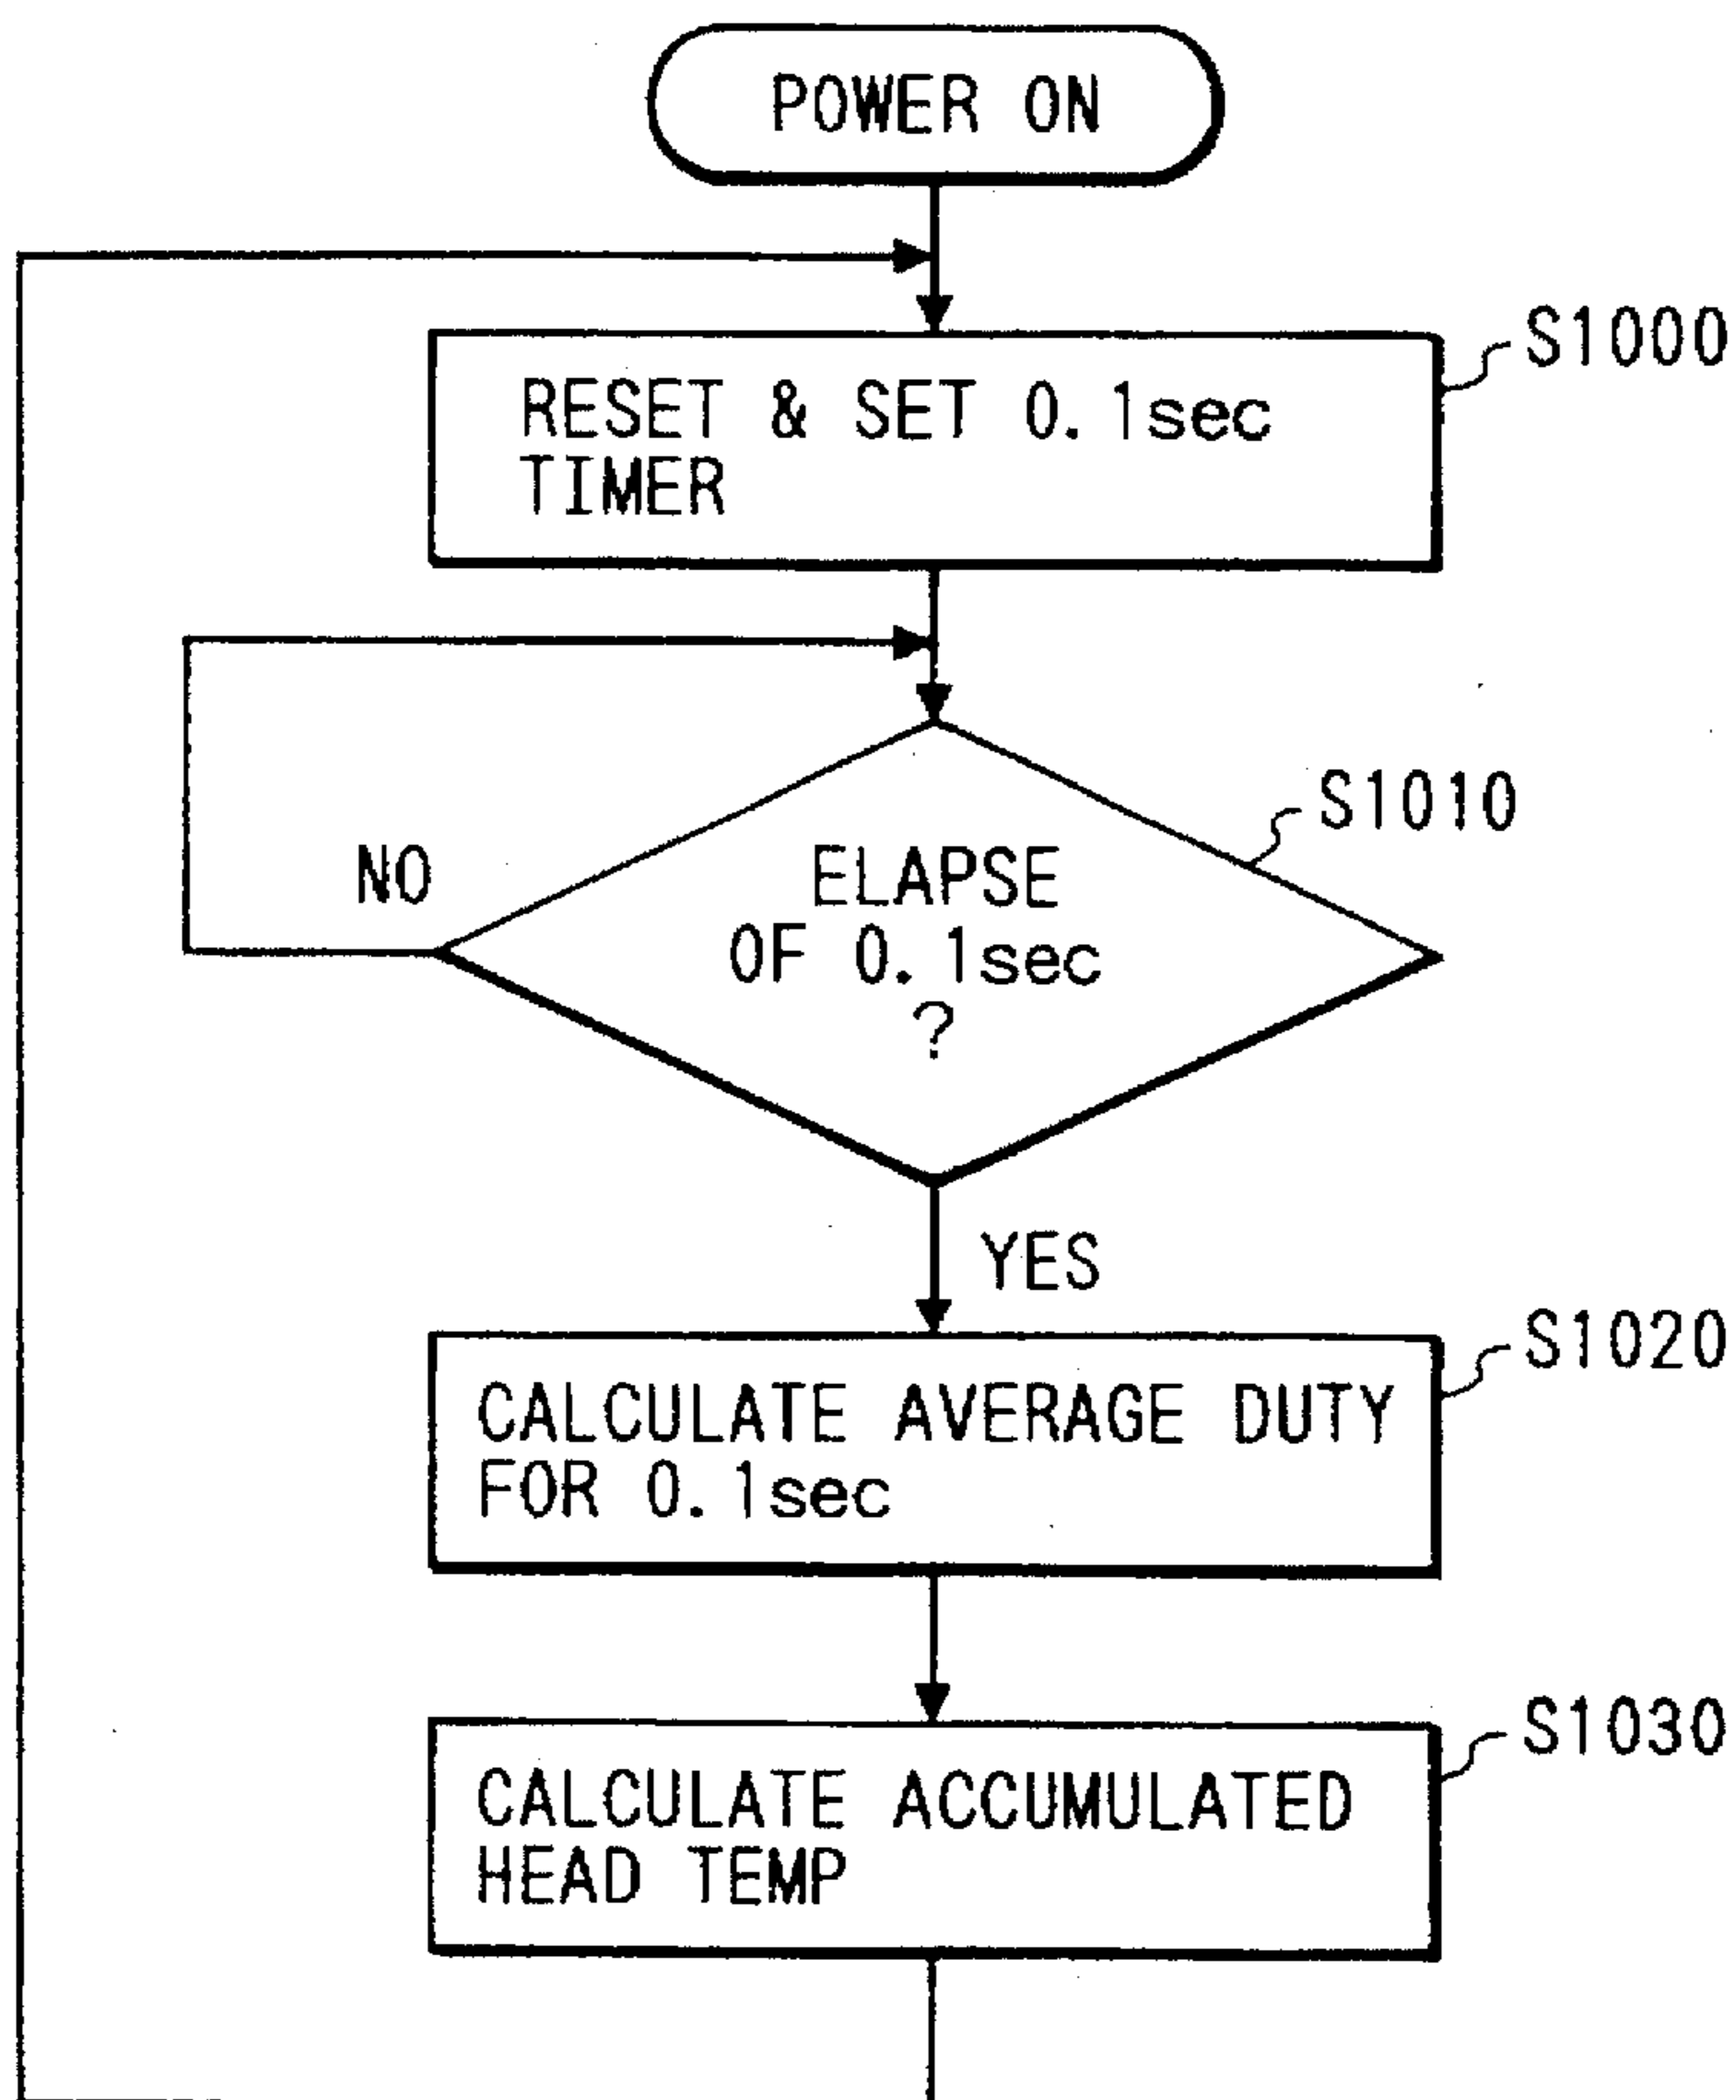 POWER ON
S1000
RESET & SET 0.1sec
TIMER
S1010
NO
ELAPSE
OF 0.1sec
?
YES
S1020
CALCULATE AVERAGE DUTY
FOR 0.1sec
S1030
CALCULATE ACCUMULATED
HEAD TEMP